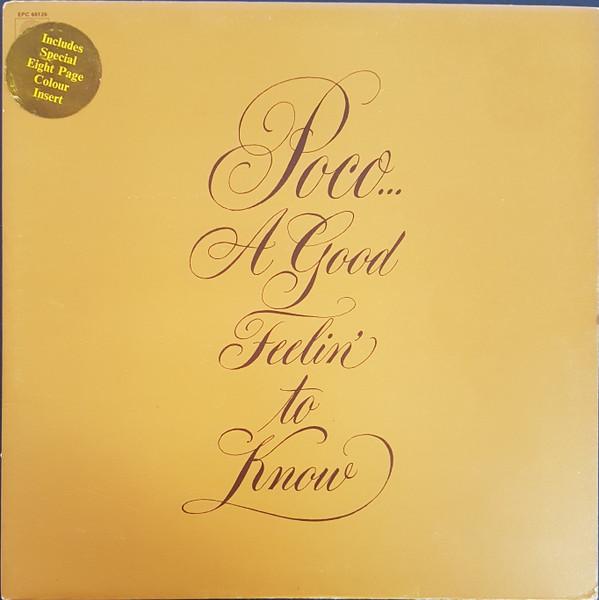 EPC 65126
Includes
Special
Eight Page
Colour
Insert
Poco...
A Good
Feelin'
to
Know